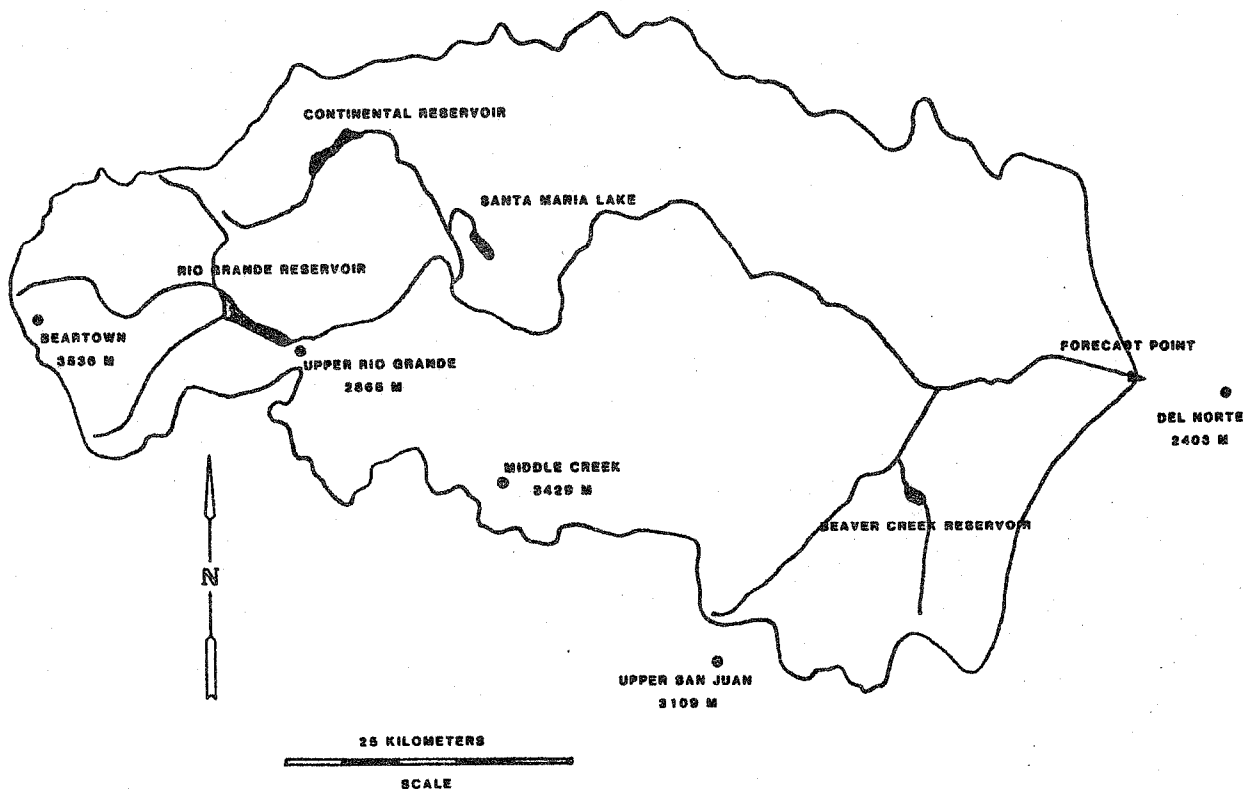 CONTINENTAL RESERVOIR
SANTA MARIA LAKE
RIO GRANDE RESERVOIR
BEARTOWN
3536 M
UPPER RIO GRANDE
2865 M
FORECAST POINT
DEL NORTE
2403 M
MIDDLE CREEK
3429 M
BEAVER CREEK RESERVOIR
N
UPPER SAN JUAN
3109 M
25 KILOMETERS
SCALE